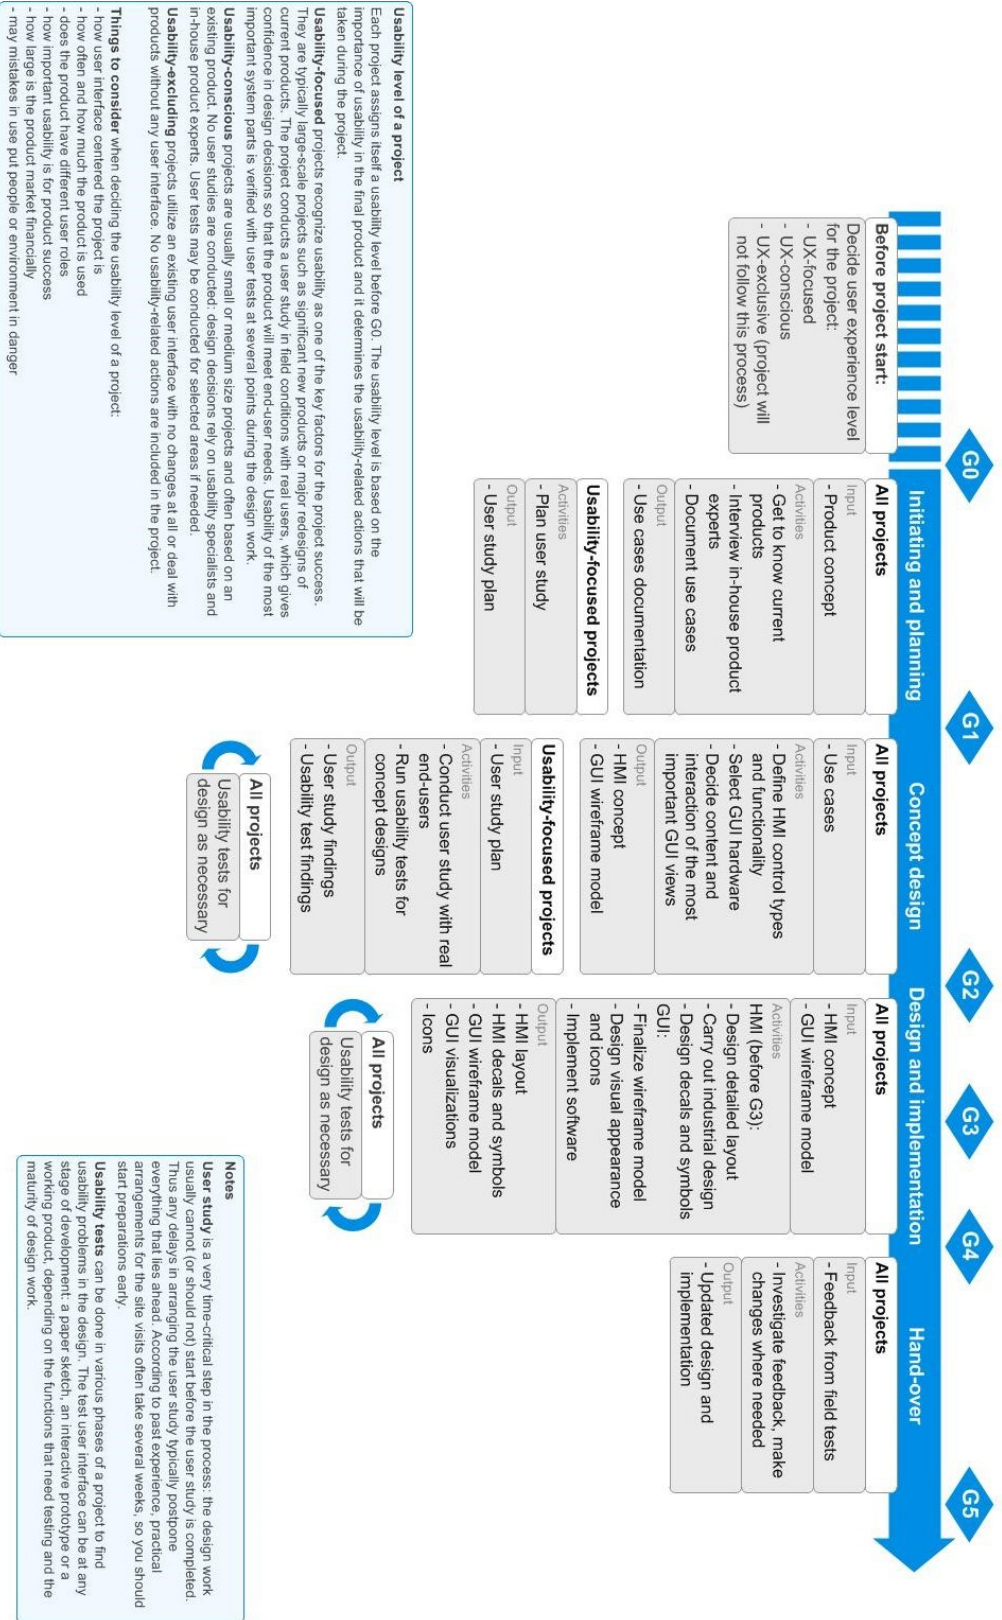 G0
G1
G2
G3
G4
G5
Initiating and planning
Concept design
Design and implementation
Hand-over
Before project start:
Decide user experience level
for the project:
- UX-focused
- UX-conscious
- UX-exclusive (project will
not follow this process)
All projects
Input
- Product concept
Activities
- Get to know current
products
- Interview in-house product
experts
- Document use cases
Output
- Use cases documentation
Usability-focused projects
Activities
- Plan user study
Output
- User study plan
All projects
Input
- Use cases
Activities
- Define HMI control types
and functionality
- Select GUI hardware
- Decide content and
interaction of the most
important GUI views
Output
- HMI concept
- GUI wireframe model
Usability-focused projects
Input
- User study plan
Activities
- Conduct user study with real
end-users
- Run usability tests for
concept designs
Output
- User study findings
- Usability test findings
All projects
Usability tests for
design as necessary
All projects
Input
- HMI concept
- GUI wireframe model
Activities
HMI (before G3):
- Design detailed layout
- Carry out industrial design
- Design decals and symbols
GUI:
- Finalize wireframe model
- Design visual appearance
and icons
- Implement software
Output
- HMI layout
- HMI decals and symbols
- GUI wireframe model
- GUI visualizations
- Icons
All projects
Usability tests for
design as necessary
All projects
Input
- Feedback from field tests
Activities
- Investigate feedback, make
changes where needed
Output
- Updated design and
implementation
Usability level of a project
Each project assigns itself a usability level before G0. The usability level is based on the
importance of usability in the final product and it determines the usability-related actions that will be
taken during the project.
Usability-focused projects recognize usability as one of the key factors for the project success.
They are typically large-scale projects such as significant new products or major redesigns of
current products. The project conducts a user study in field conditions with real users, which gives
confidence in design decisions so that the product will meet end-user needs. Usability of the most
important system parts is verified with user tests at several points during the design work.
Usability-conscious projects are usually small or medium size projects and often based on an
existing product. No user studies are conducted: design decisions rely on usability specialists and
in-house product experts. User tests may be conducted for selected areas if needed.
Usability-excluding projects utilize an existing user interface with no changes at all or deal with
products without any user interface. No usability-related actions are included in the project.
Things to consider when deciding the usability level of a project:
- how user interface centered the project is
- how often and how much the product is used
- does the product have different user roles
- how important usability is for product success
- how large is the product market financially
- may mistakes in use put people or environment in danger
Notes
User study is a very time-critical step in the process: the design work
usually cannot (or should not) start before the user study is completed.
Thus any delays in arranging the user study typically postpone
everything that lies ahead. According to past experience, practical
arrangements for the site visits often take several weeks, so you should
start preparations early.
Usability tests can be done in various phases of a project to find
usability problems in the design. The test user interface can be at any
stage of development: a paper sketch, an interactive prototype or a
working product, depending on the functions that need testing and the
maturity of design work.